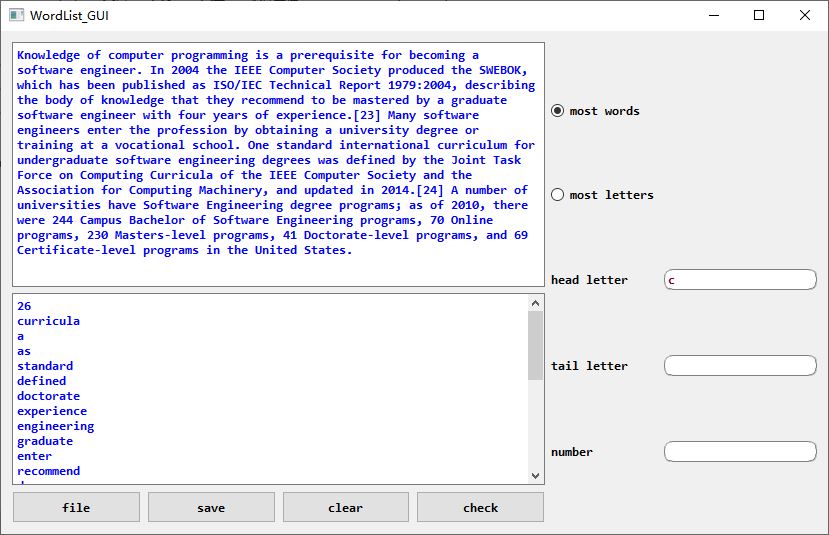 WordList_GUI
Knowledge of computer programming is a prerequisite for becoming a
software engineer. In 2004 the IEEE Computer Society produced the SWEBOK,
which has been published as ISO/IEC Technical Report 1979:2004, describing
the body of knowledge that they recommend to be mastered by a graduate
software engineer with four years of experience.[23] Many software
engineers enter the profession by obtaining a university degree or
training at a vocational school. One standard international curriculum for
undergraduate software engineering degrees was defined by the Joint Task
Force on Computing Curricula of the IEEE Computer Society and the
Association for Computing Machinery, and updated in 2014.[24] A number of
universities have Software Engineering degree programs; as of 2010, there
were 244 Campus Bachelor of Software Engineering programs, 70 Online
programs, 230 Masters-level programs, 41 Doctorate-level programs, and 69
Certificate-level programs in the United States.
most words
most letters
head letter c
tail letter
number
26
curricula
a
as
standard
defined
doctorate
experience
engineering
graduate
enter
recommend
file save clear check